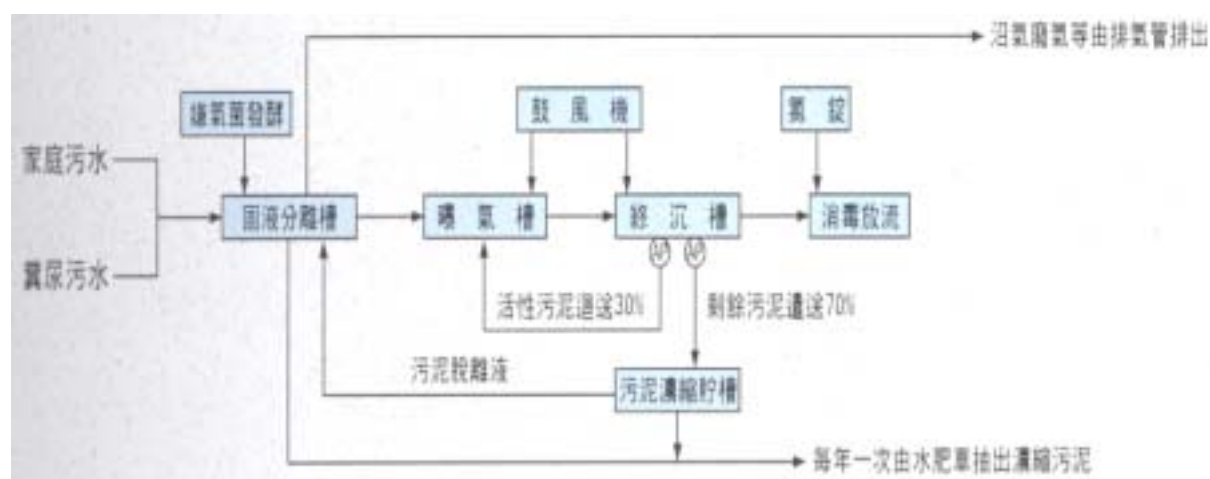 沼氣廢氣等由排氣管排出
嫌氣菌發酵
鼓風機
氯錠
家庭污水
固液分離槽
曝氣槽
終沉槽
消毒放流
糞尿污水
活性污泥迴送30%
剩餘污泥遣送70%
污泥脫離液
污泥濃縮貯槽
每年一次由水肥車抽出濃縮污泥